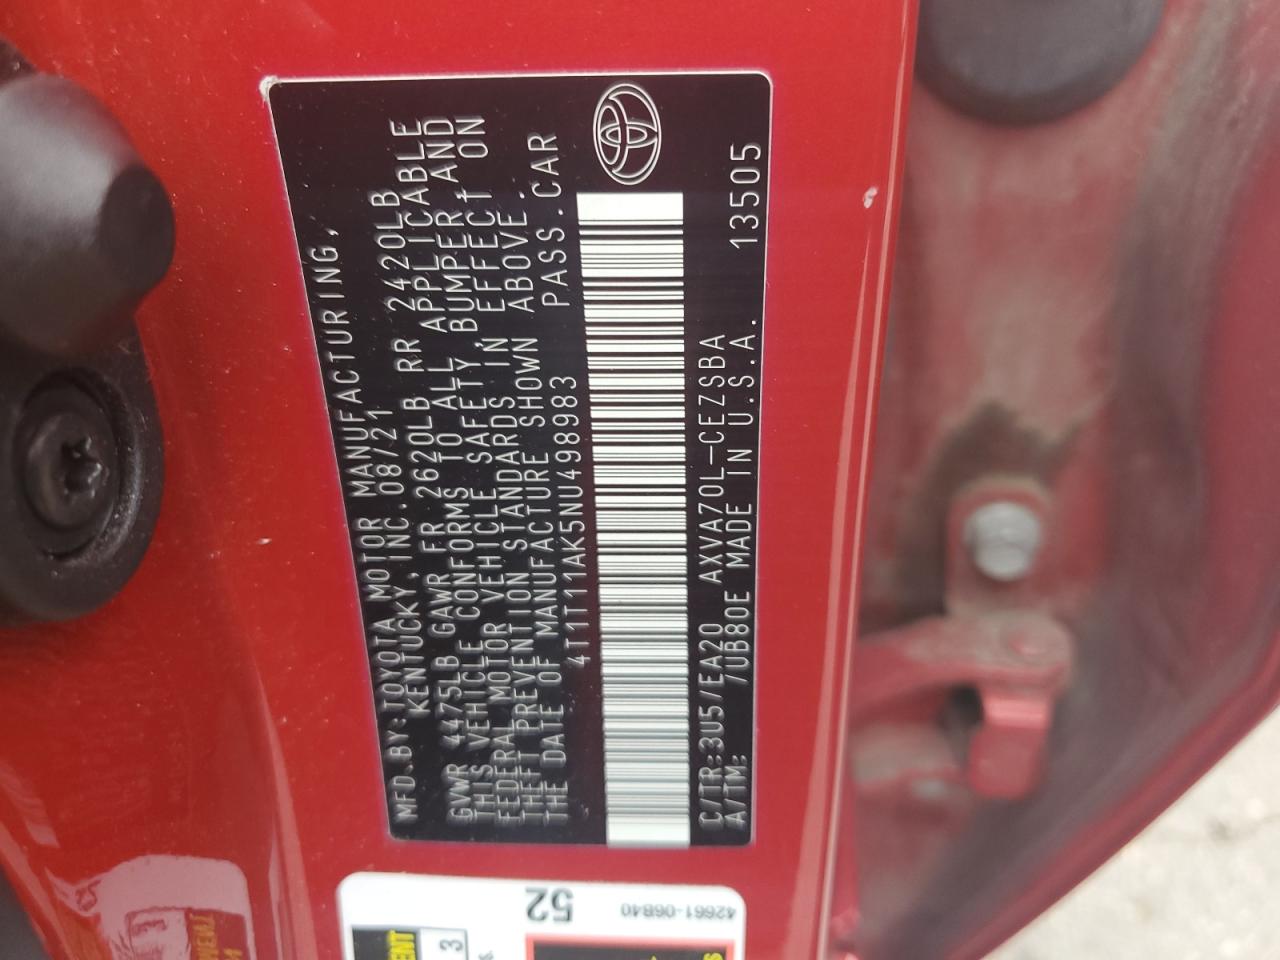 MFD.BY:TOYOTA MOTOR MANUFACTURING,
KENTUCKY, INC. 08/21
GVWR 4475LB GAWR FR 2620LB RR 2420LB
THIS VEHICLE CONFORMS TO ALL APPLICABLE
FEDERAL MOTOR VEHICLE SAFETY, BUMPER, AND
THEFT PREVENTION STANDARDS IN EFFECT ON
THE DATE OF MANUFACTURE SHOWN ABOVE.
4T1T11AK5NU498983 PASS.CAR
C/TR:3U5/EA20 AXVA70L-CEZSBA 13505
A/TM: /UB80E MADE IN U.S.A.
52
42661-06B40
3